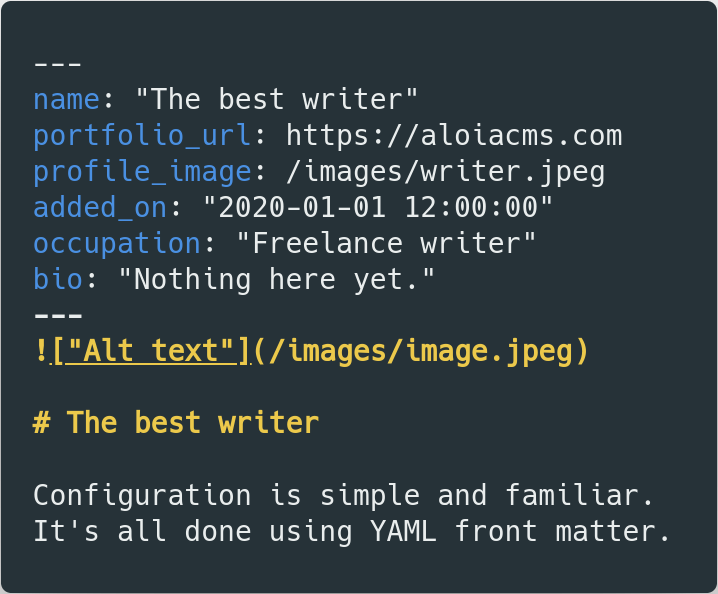 ---
name: "The best writer"
portfolio_url: https://aloiacms.com
profile_image: /images/writer.jpeg
added_on: "2020-01-01 12:00:00"
occupation: "Freelance writer"
bio: "Nothing here yet."
---
!["Alt text"](/images/image.jpeg)
# The best writer
Configuration is simple and familiar.
It's all done using YAML front matter.